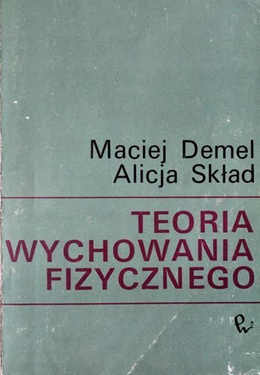 Maciej Demel
Alicja Skład
TEORIA
WYCHOWANIA
FIZYCZNEGO